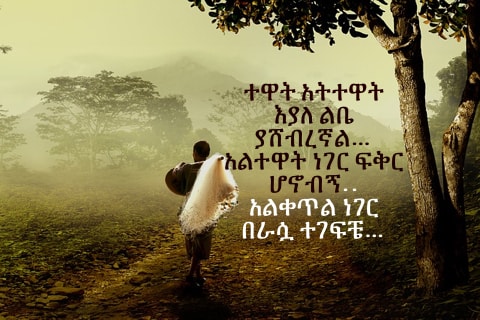 ተዋት አትተዋት
እያለ ልቤ
ያሸብረኛል...
አልተዋት ነገር ፍቅር
ሆኖብኝ..
አልቀጥል ነገር
በራሷ ተገፍቼ...